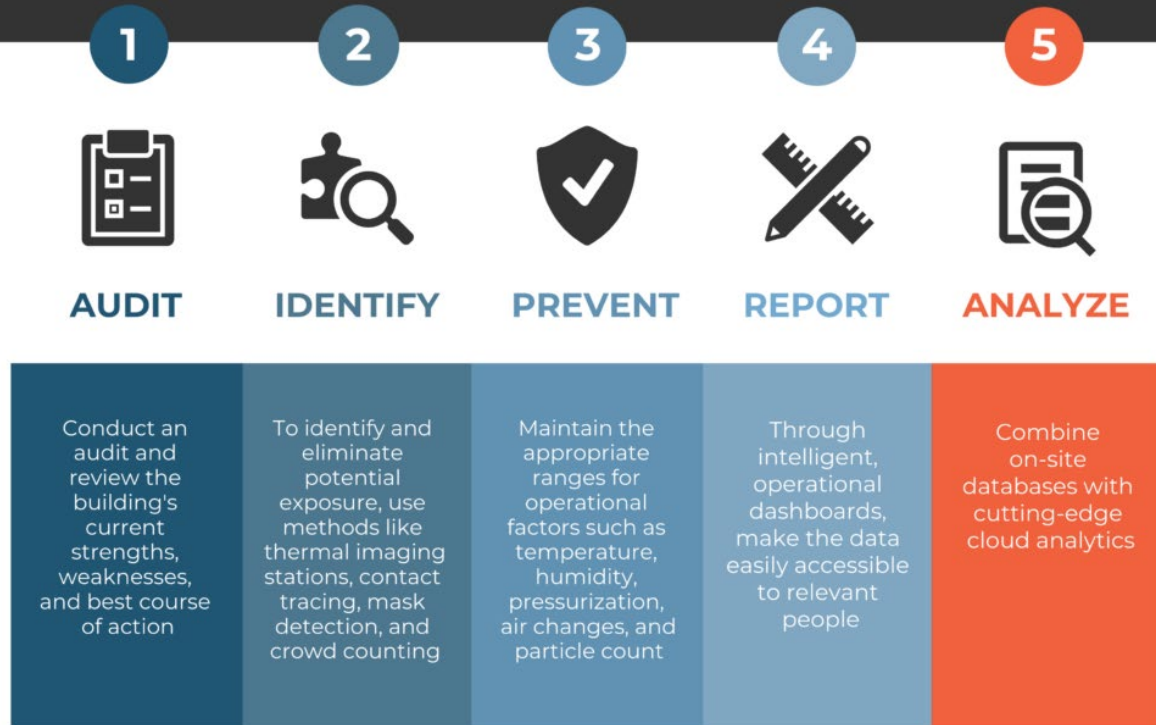 1
2
3
4
5
AUDIT
IDENTIFY
PREVENT
REPORT
ANALYZE
Conduct an
audit and
review the
building's
current
strengths,
weaknesses,
and best course
of action
To identify and
eliminate
potential
exposure, use
methods like
thermal imaging
stations, contact
tracing, mask
detection, and
crowd counting
Maintain the
appropriate
ranges for
operational
factors such as
temperature,
humidity,
pressurization,
air changes, and
particle count
Through
intelligent,
operational
dashboards,
make the data
easily accessible
to relevant
people
Combine
on-site
databases with
cutting-edge
cloud analytics